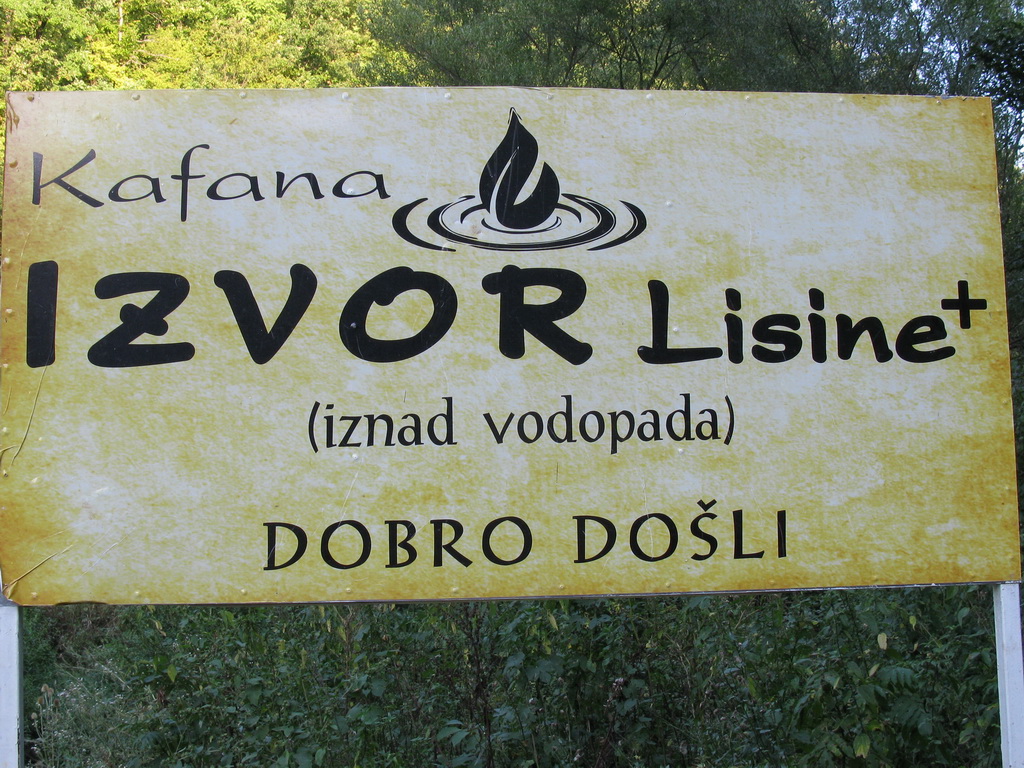 Kafana
IZVOR Lisine+
(iznad vodopada)
DOBRO DOŠLI